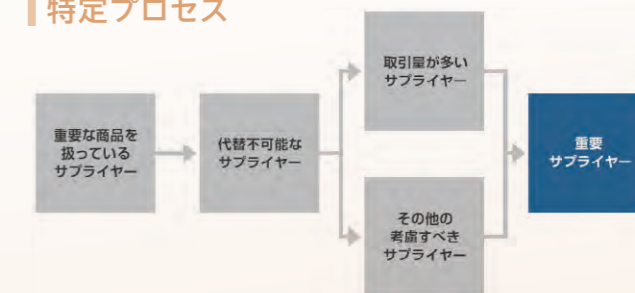 特定プロセス
重要な商品を
扱っている
サプライヤー
代替不可能な
サプライヤー
取引量が多い
サプライヤー
その他の
考慮すべき
サプライヤー
重要
サプライヤー